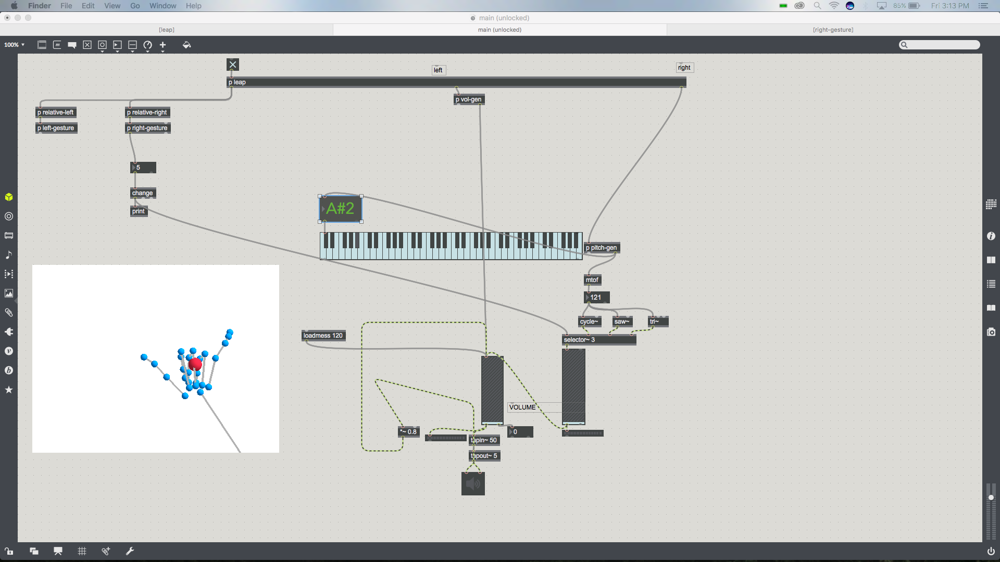 Finder File Edit View Go Window Help 85% Fri 3:13 PM
main (unlocked)
[leap] main (unlocked) [right-gesture]
100%
left
right
p leap
p vol-gen
p relative-left
p relative-right
p left-gesture
p right-gesture
5
change
print
A#2
p pitch-gen
mtof
121
cycle~
saw~
tri~
loadmess 120
selector~ 3
VOLUME
*~ 0.8
0
tapin~ 50
tapout~ 5